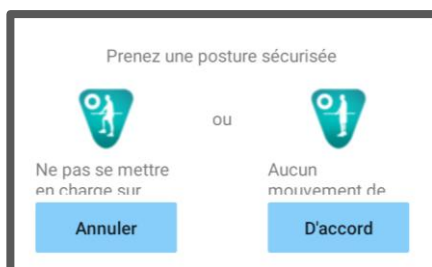 Prenez une posture sécurisée
ou
Ne pas se mettre
en charge sur
Aucun
mouvement de
Annuler
D'accord